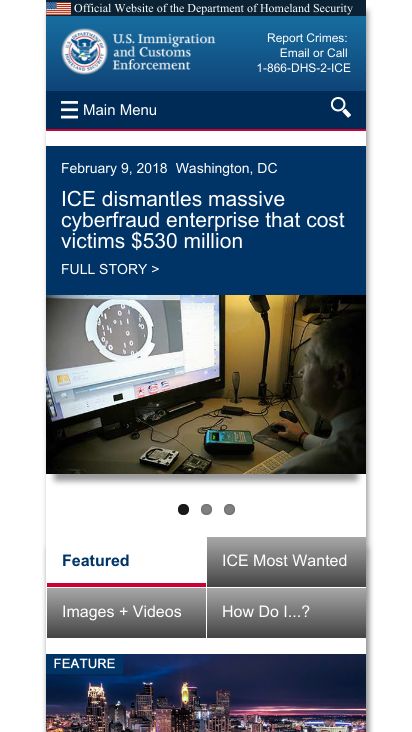 Official Website of the Department of Homeland Security
U.S. Immigration
and Customs
Enforcement
Report Crimes:
Email or Call
1-866-DHS-2-ICE
Main Menu
February 9, 2018 Washington, DC
ICE dismantles massive
cyberfraud enterprise that cost
victims $530 million
FULL STORY >
Featured
ICE Most Wanted
Images + Videos
How Do I...?
FEATURE